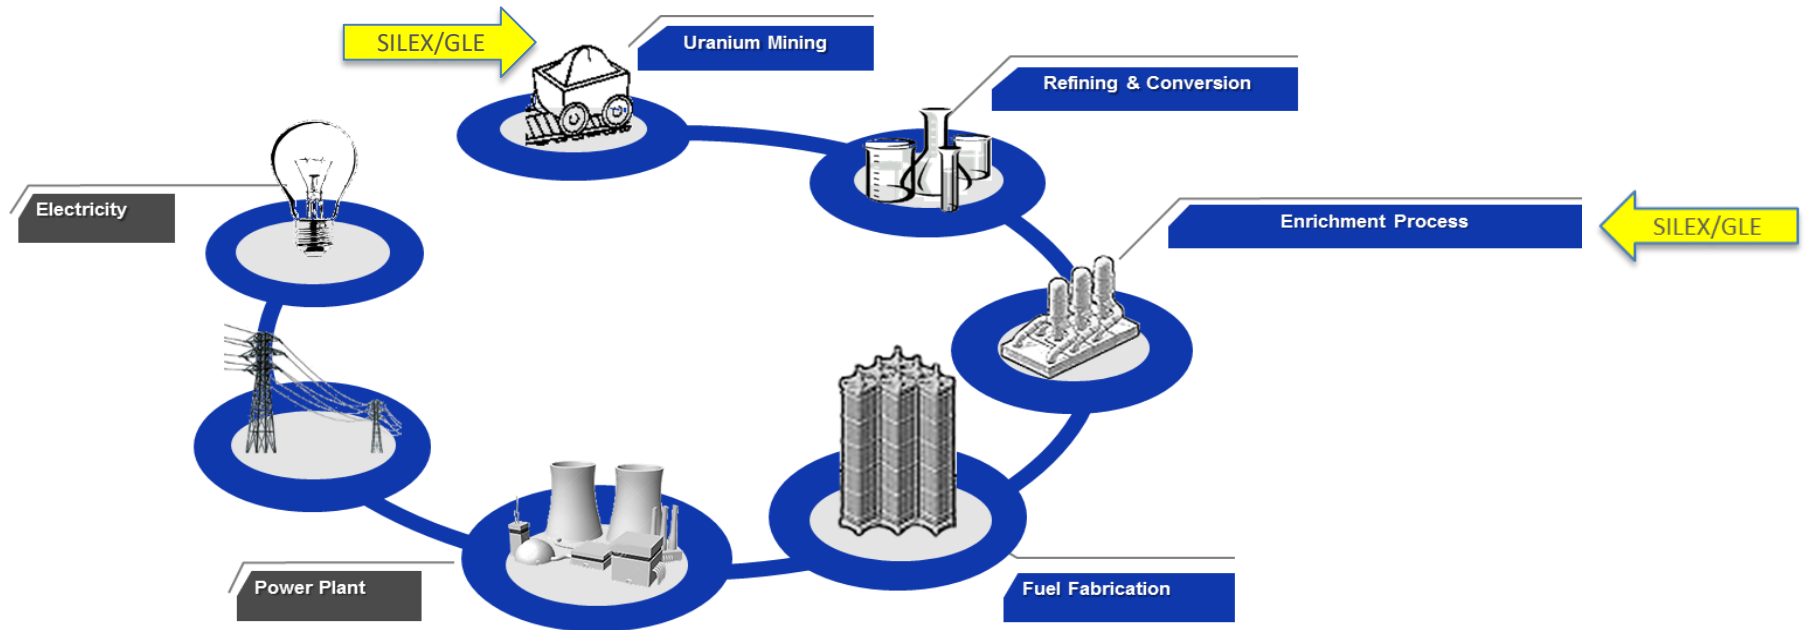 SILEX/GLE
Uranium Mining
Refining & Conversion
Electricity
Enrichment Process
SILEX/GLE
Power Plant
Fuel Fabrication